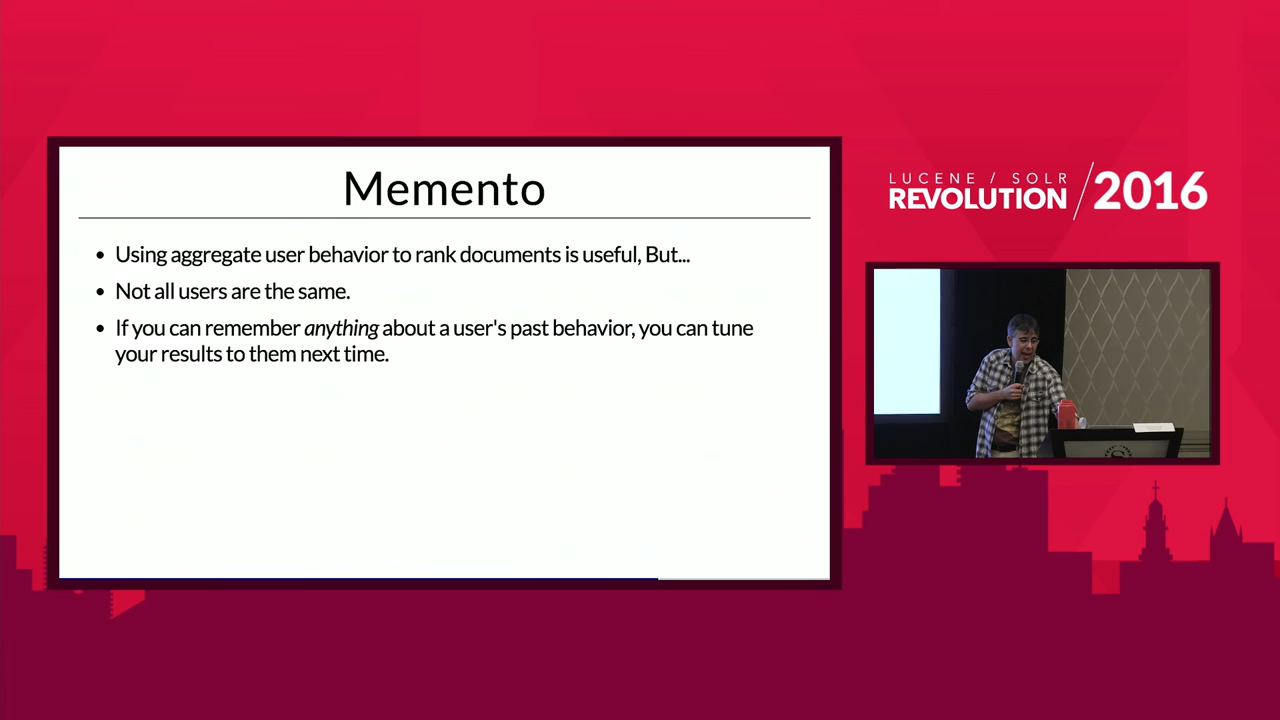 Memento
• Using aggregate user behavior to rank documents is useful, But...
• Not all users are the same.
• If you can remember anything about a user's past behavior, you can tune
your results to them next time.
LUCENE / SOLR
REVOLUTION
/2016